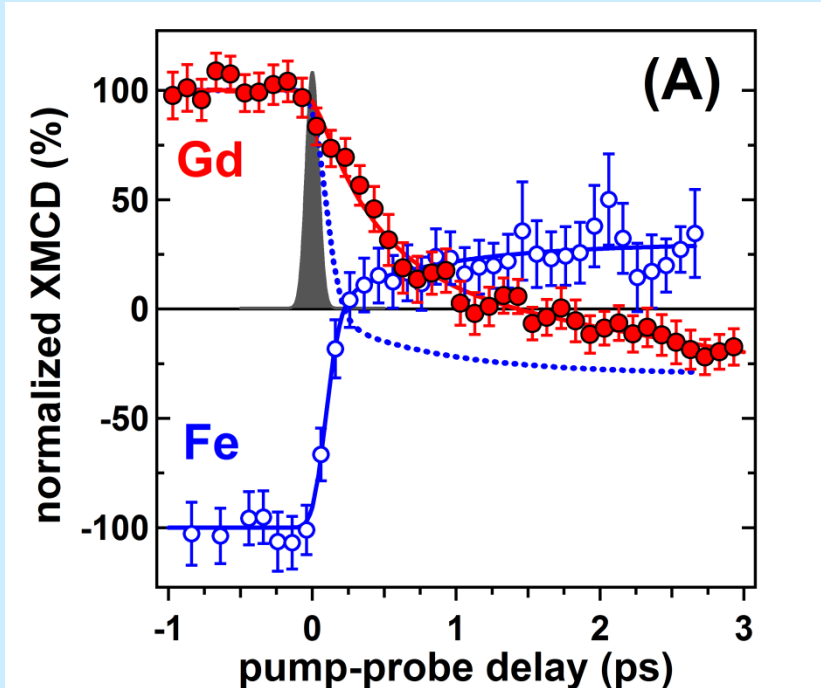 (A)
normalized XMCD (%)
100
50
0
-50
-100
Gd
Fe
-1
0
1
2
3
pump-probe delay (ps)